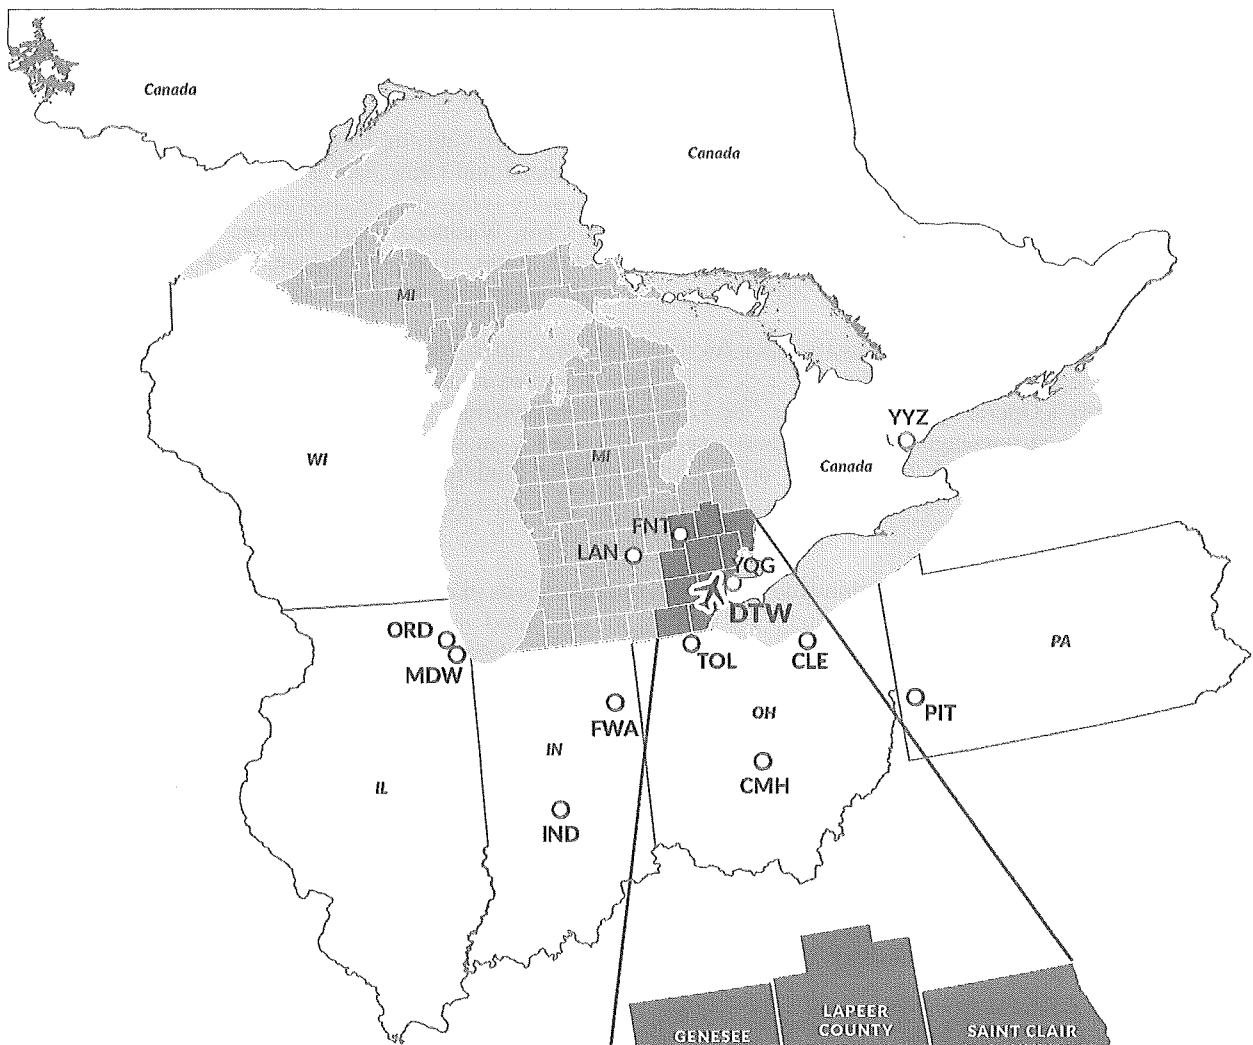 Canada
Canada
MI
YYZ
WI
MI
Canada
FNT
LAN
YQG
DTW
ORD
MDW
TOL
CLE
PA
FWA
OH
PIT
IN
CMH
IL
IND
LAPEER
COUNTY
GENESEE
SAINT CLAIR